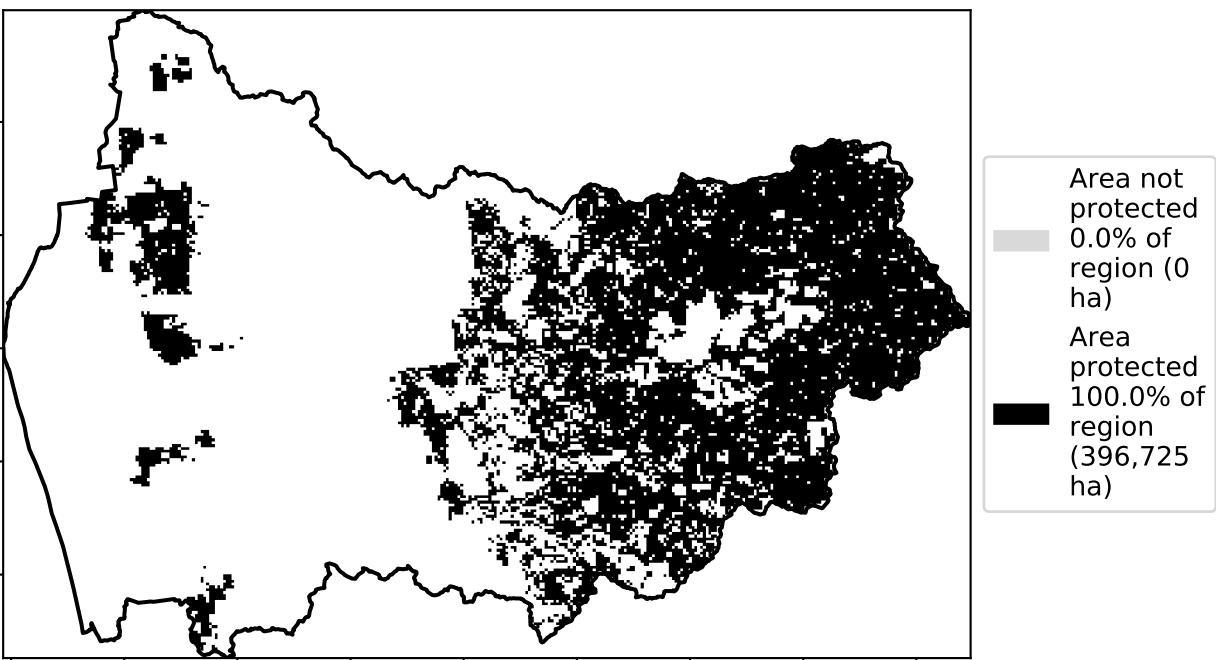 Area not
protected
0.0% of
region (0
ha)
Area
protected
100.0% of
region
(396,725
ha)